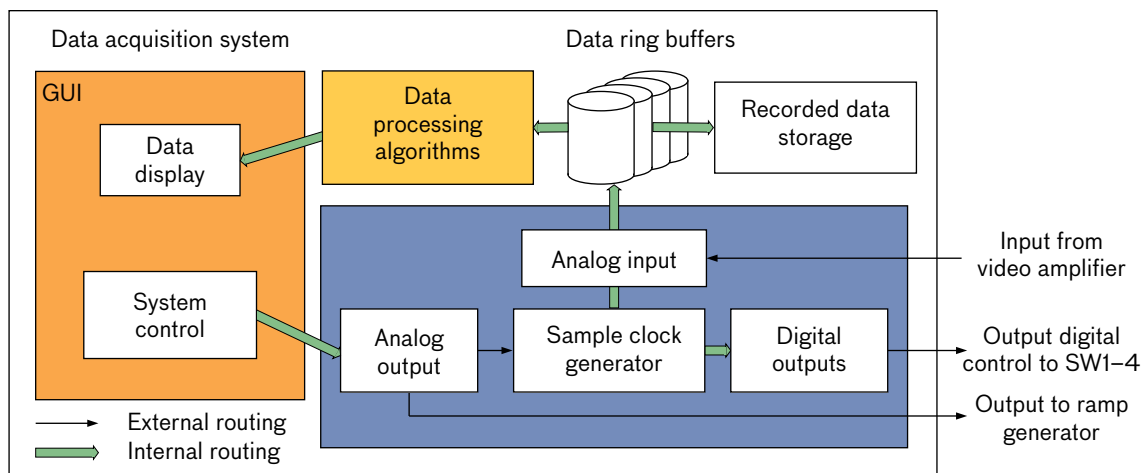 Data acquisition system
Data ring buffers
GUI
Data
display
Data
processing
algorithms
Recorded data
storage
System
control
Analog input
Analog
output
Sample clock
generator
Digital
outputs
Input from
video amplifier
Output digital
control to SW1–4
Output to ramp
generator
External routing
Internal routing